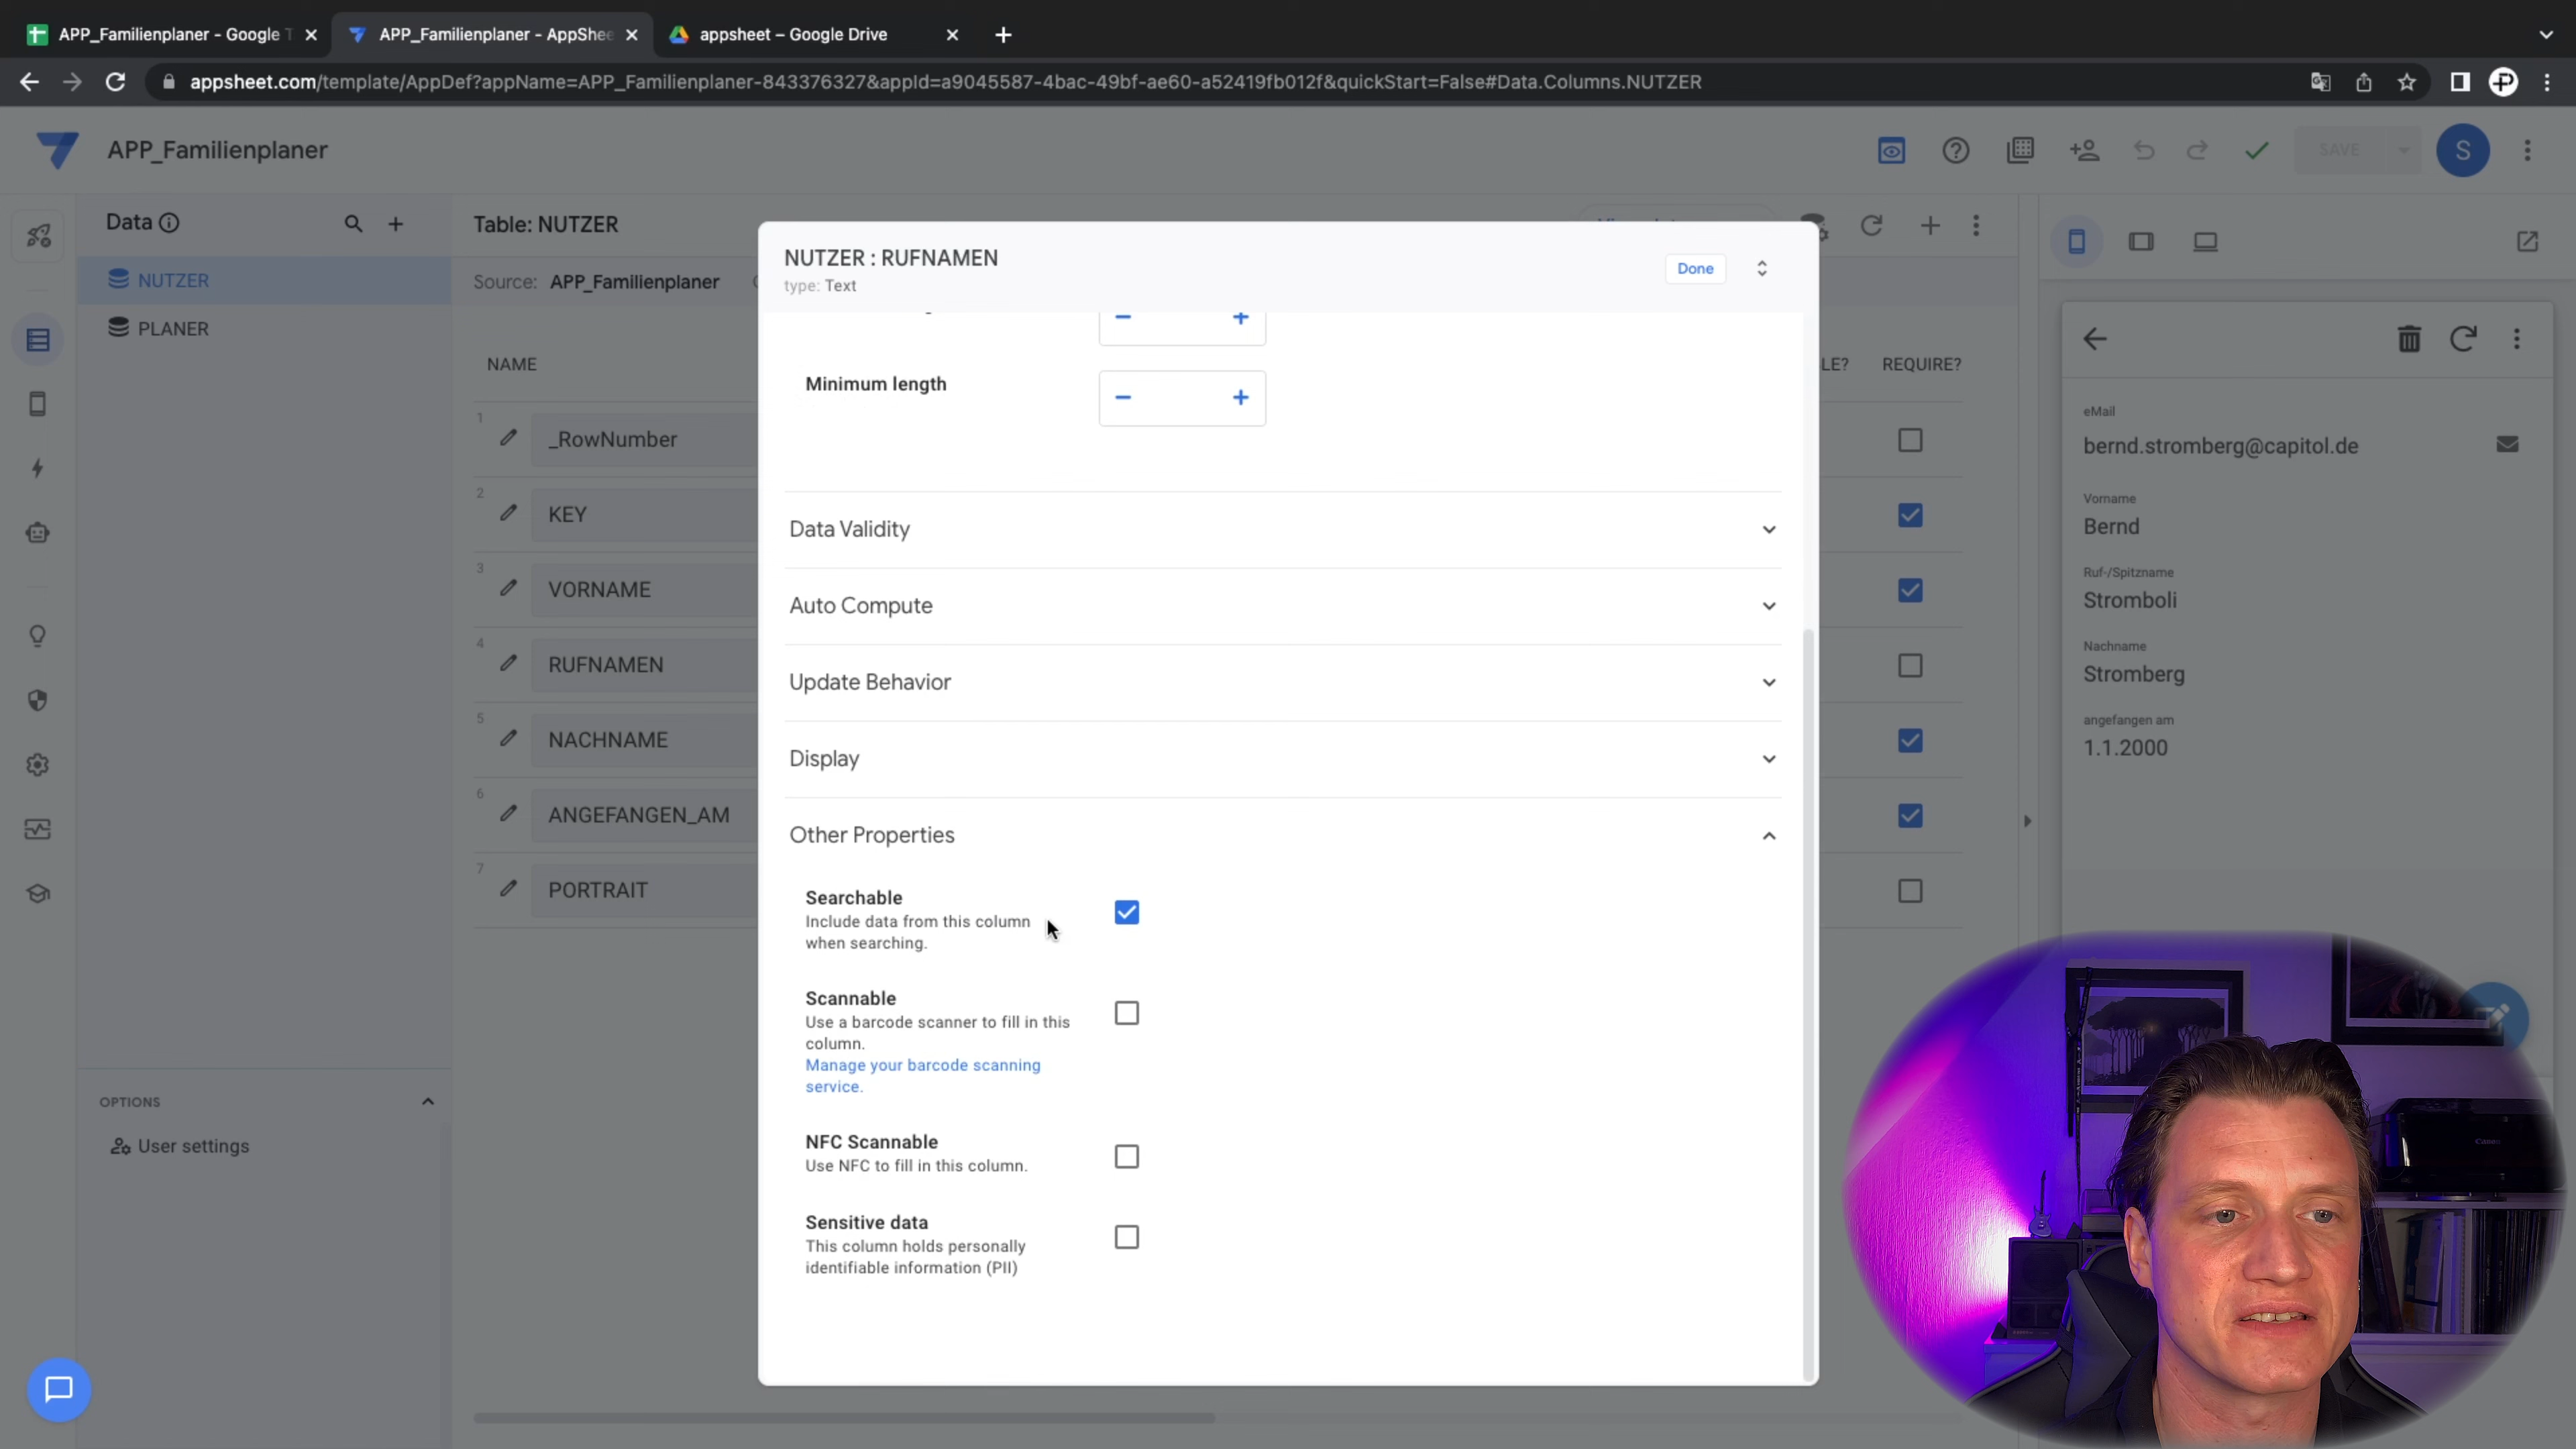 APP_Familienplaner - Google T
APP_Familienplaner - AppShee
appsheet – Google Drive
appsheet.com/template/AppDef?appName=APP_Familienplaner-843376327&appId=a9045587-4bac-49bf-ae60-a52419fb012f&quickStart=False#Data.Columns.NUTZER
APP_Familienplaner
SAVE
S
Data
NUTZER
PLANER
OPTIONS
User settings
Table: NUTZER
Source: APP_Familienplaner
NAME
LE?
REQUIRE?
1
_RowNumber
2
KEY
3
VORNAME
4
RUFNAMEN
5
NACHNAME
6
ANGEFANGEN_AM
7
PORTRAIT
NUTZER : RUFNAMEN
type: Text
Done
Minimum length
Data Validity
Auto Compute
Update Behavior
Display
Other Properties
Searchable
Include data from this column
when searching.
Scannable
Use a barcode scanner to fill in this
column.
Manage your barcode scanning
service.
NFC Scannable
Use NFC to fill in this column.
Sensitive data
This column holds personally
identifiable information (PII)
eMail
bernd.stromberg@capitol.de
Vorname
Bernd
Ruf-/Spitzname
Stromboli
Nachname
Stromberg
angefangen am
1.1.2000
Canon